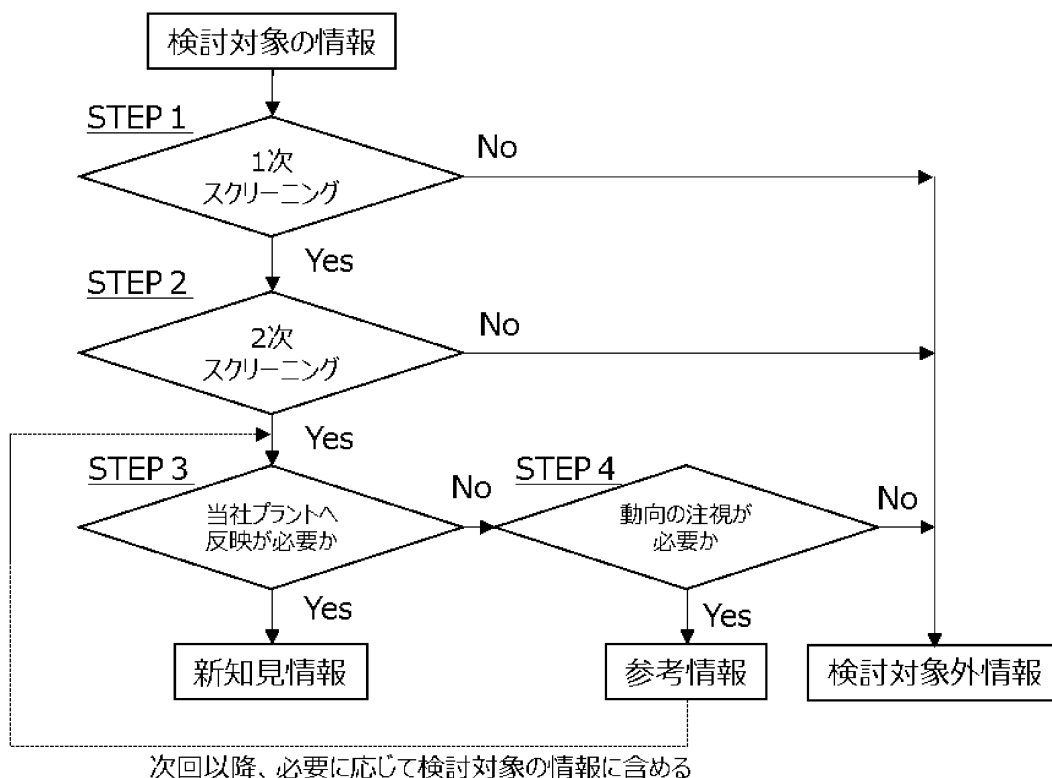 検討対象の情報
STEP 1
1次
スクリーニング
No
Yes
STEP 2
2次
スクリーニング
No
Yes
STEP 3
当社プラントへ
反映が必要か
No
STEP 4
動向の注視が
必要か
No
Yes
Yes
新知見情報
参考情報
検討対象外情報
次回以降、必要に応じて検討対象の情報に含める